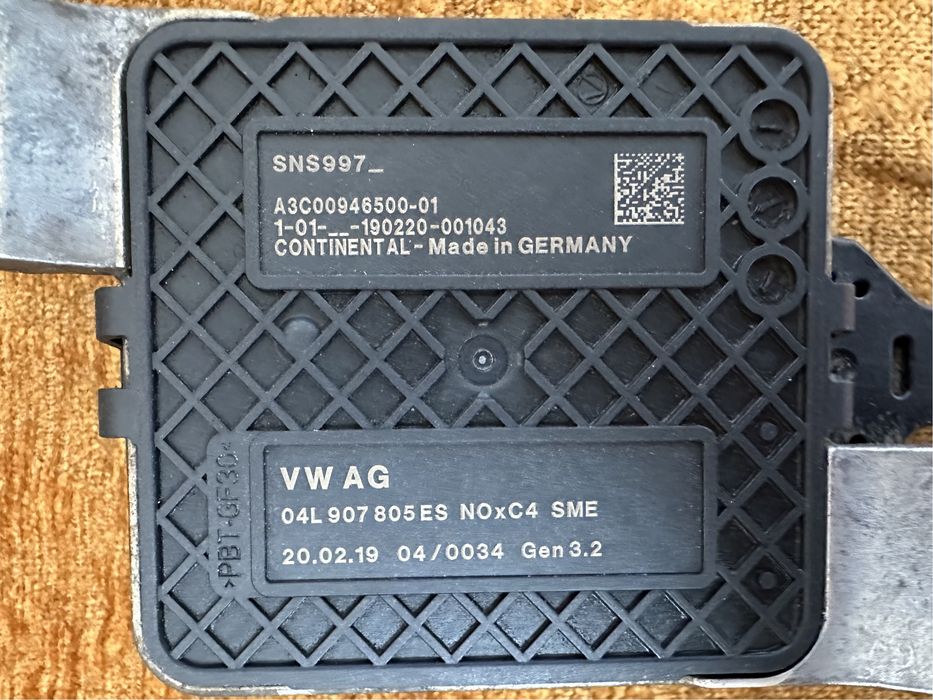 SNS997_
A3C00946500-01
1-01-__-190220-001043
CONTINENTAL - Made in GERMANY
VW AG
04L 907 805 ES NOxC4 SME
20.02.19 04/0034 Gen 3.2
>PBT-GF30<